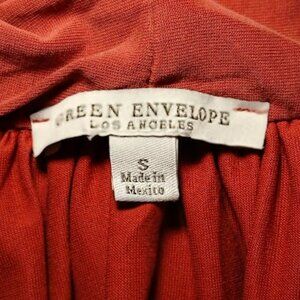 GREEN ENVELOPE
LOS ANGELES
S
Made in
Mexico